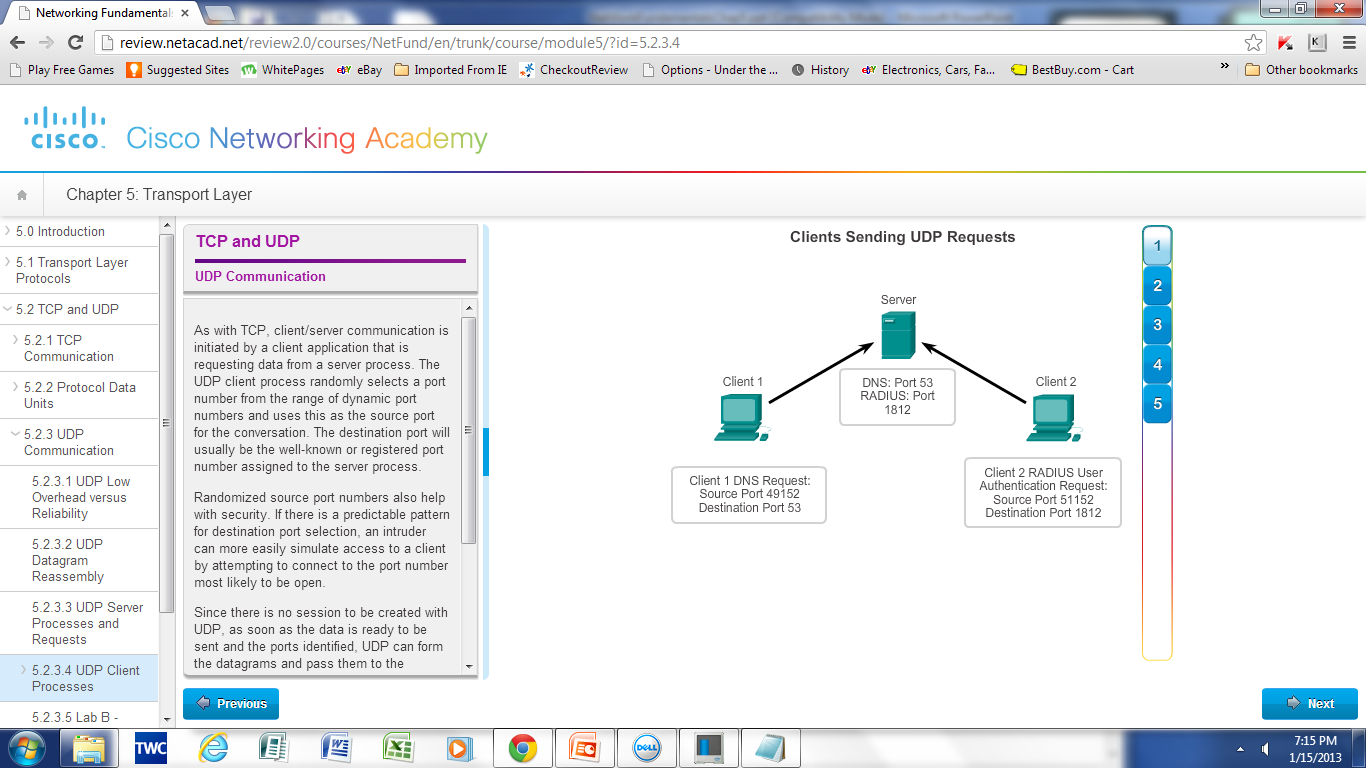 Networking Fundamentals
review.netacad.net/review2.0/courses/NetFund/en/trunk/course/module5/?id=5.2.3.4
Play Free Games
Suggested Sites
WhitePages
eBay
Imported From IE
CheckoutReview
Options - Under the ...
History
Electronics, Cars, Fa...
BestBuy.com - Cart
»
Other bookmarks
CISCO
Cisco Networking Academy
Chapter 5: Transport Layer
5.0 Introduction
5.1 Transport Layer
Protocols
5.2 TCP and UDP
5.2.1 TCP
Communication
5.2.2 Protocol Data
Units
5.2.3 UDP
Communication
5.2.3.1 UDP Low
Overhead versus
Reliability
5.2.3.2 UDP
Datagram
Reassembly
5.2.3.3 UDP Server
Processes and
Requests
5.2.3.4 UDP Client
Processes
5.2.3.5 Lab B -
TCP and UDP
UDP Communication
As with TCP, client/server communication is
initiated by a client application that is
requesting data from a server process. The
UDP client process randomly selects a port
number from the range of dynamic port
numbers and uses this as the source port
for the conversation. The destination port will
usually be the well-known or registered port
number assigned to the server process.
Randomized source port numbers also help
with security. If there is a predictable pattern
for destination port selection, an intruder
can more easily simulate access to a client
by attempting to connect to the port number
most likely to be open.
Since there is no session to be created with
UDP, as soon as the data is ready to be
sent and the ports identified, UDP can form
the datagrams and pass them to the
Clients Sending UDP Requests
Server
DNS: Port 53
RADIUS: Port
1812
Client 1
Client 2
Client 1 DNS Request:
Source Port 49152
Destination Port 53
Client 2 RADIUS User
Authentication Request:
Source Port 51152
Destination Port 1812
1
2
3
4
5
Previous
Next
TWC
DELL
7:15 PM
1/15/2013